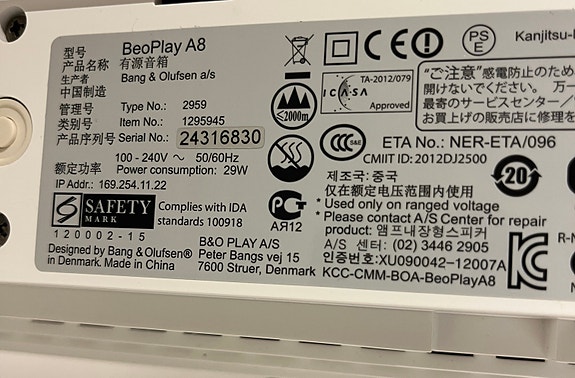 型号 BeoPlay A8
产品名称 有源音箱
生产者 Bang & Olufsen a/s
中国制造
管理号 Type No.: 2959
类别号 Item No.: 1295945
产品序列号 Serial No.: 24316830
100 - 240V ～ 50/60Hz
额定功率 Power consumption: 29W
IP Addr.: 169.254.11.22
S SAFETY MARK
Complies with IDA
standards 100918
120002-15
Designed by Bang & Olufsen®
in Denmark. Made in China
B&O PLAY A/S
Peter Bangs vej 15
7600 Struer, Denmark
≤2000m
CE
PS
E
Kanjitsu-
ICASA
TA-2012/079
Approved
"ご注意"感電防止のため
開けないでください。万一
最寄のサービスセンター/
お買上げの販売店に修理を
CCC S&E
ETA No.: NER-ETA/096
CMIIT ID: 2012DJ2500
20
제조국: 中国
仅在额定电压范围内使用
* Used only on ranged voltage
* Please contact A/S Center for repair
product: 앰프내장형스피커
A/S 센터: (02) 3446 2905
인증번호:XU090042-12007A
KCC-CMM-BOA-BeoPlayA8
АЯ12
R-